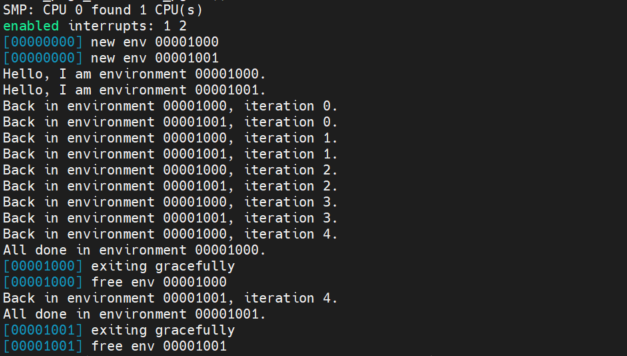 SMP: CPU 0 found 1 CPU(s)
enabled interrupts: 1 2
[00000000] new env 00001000
[00000000] new env 00001001
Hello, I am environment 00001000.
Hello, I am environment 00001001.
Back in environment 00001000, iteration 0.
Back in environment 00001001, iteration 0.
Back in environment 00001000, iteration 1.
Back in environment 00001001, iteration 1.
Back in environment 00001000, iteration 2.
Back in environment 00001001, iteration 2.
Back in environment 00001000, iteration 3.
Back in environment 00001001, iteration 3.
Back in environment 00001000, iteration 4.
All done in environment 00001000.
[00001000] exiting gracefully
[00001000] free env 00001000
Back in environment 00001001, iteration 4.
All done in environment 00001001.
[00001001] exiting gracefully
[00001001] free env 00001001